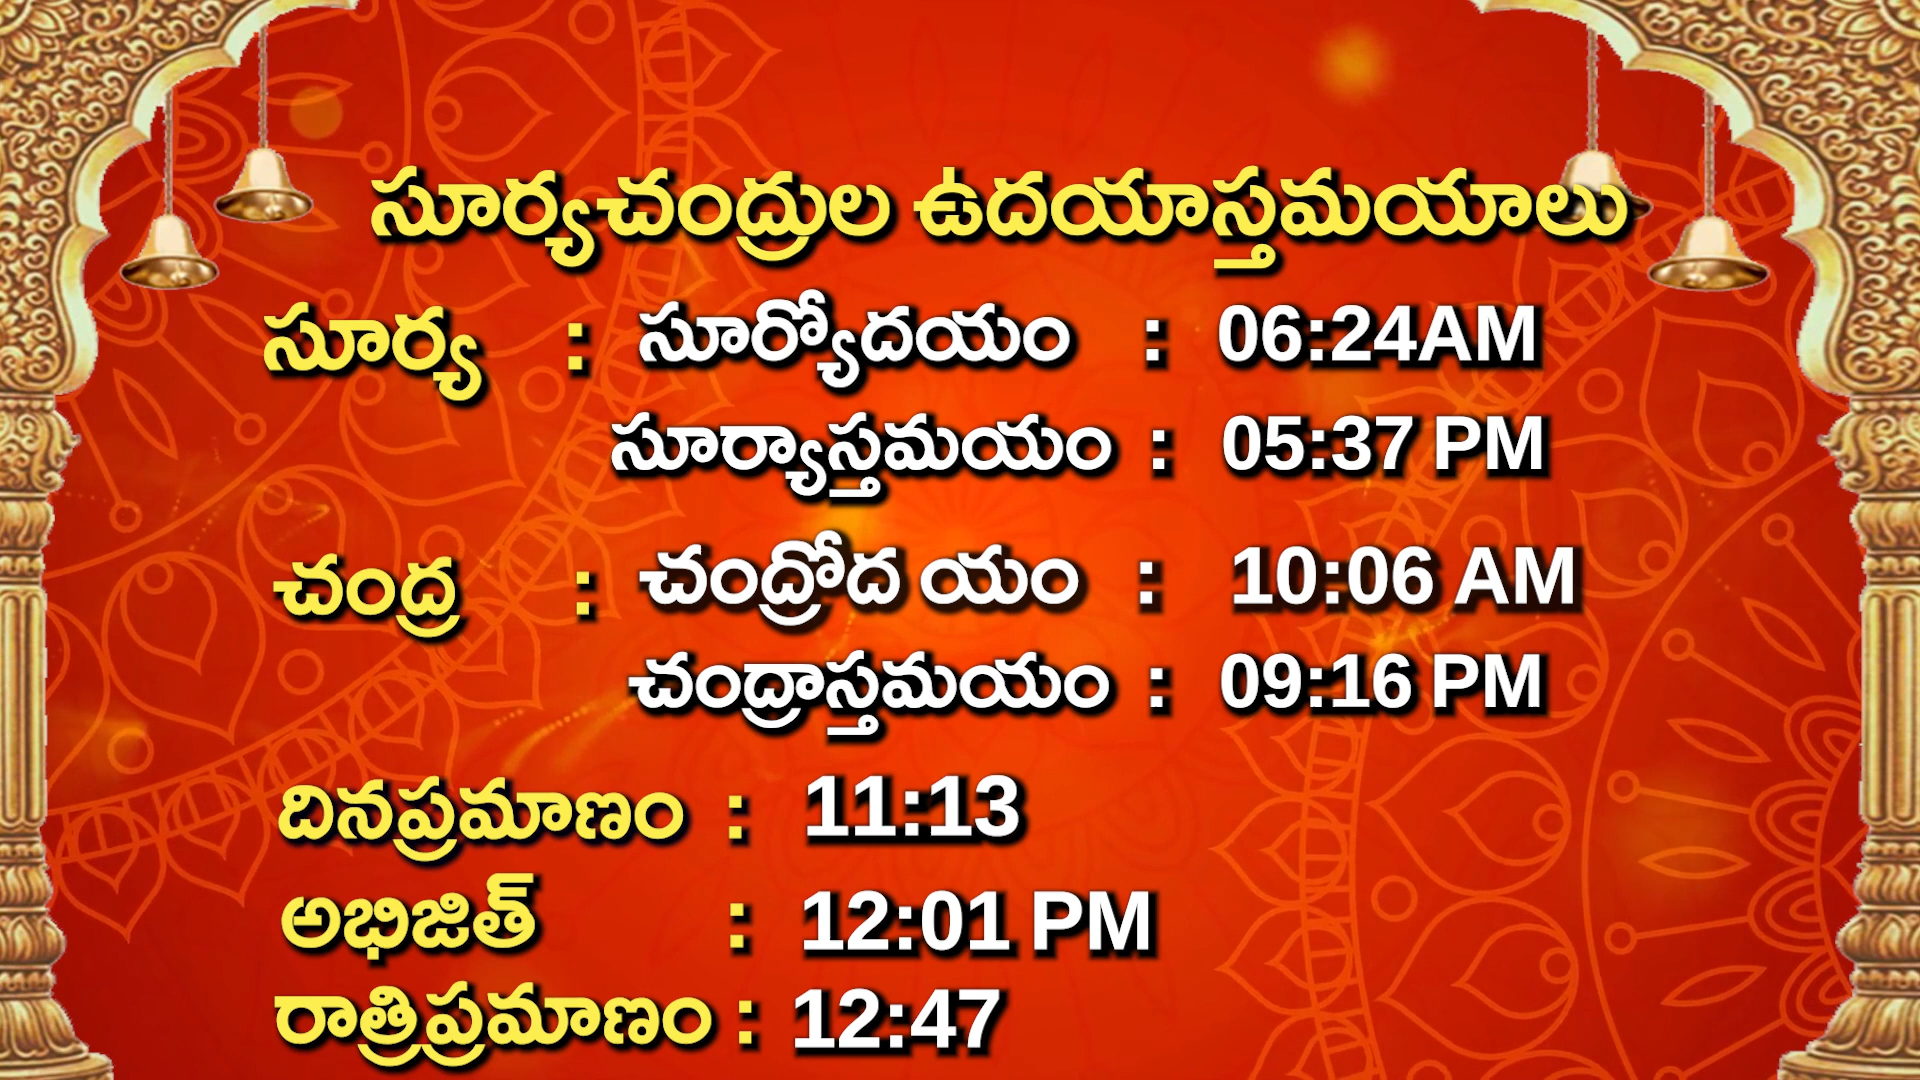 సూర్యచంద్రుల ఉదయాస్తమయాలు
సూర్య : సూర్యోదయం : 06:24AM
సూర్యాస్తమయం : 05:37 PM
చంద్ర : చంద్రోద యం : 10:06 AM
చంద్రాస్తమయం : 09:16 PM
దినప్రమాణం : 11:13
అభిజిత్ : 12:01 PM
రాత్రిప్రమాణం : 12:47